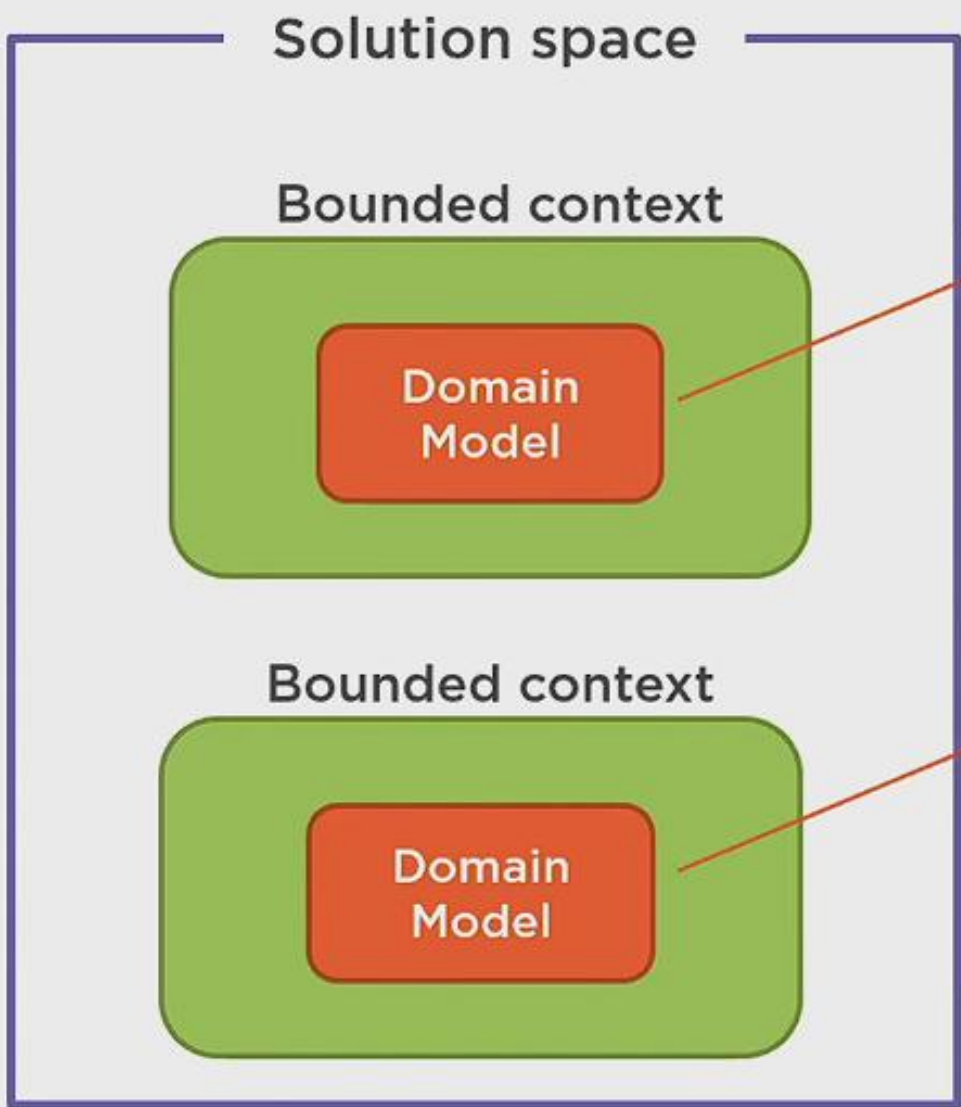 Solution space
Bounded context
Domain
Model
Bounded context
Domain
Model